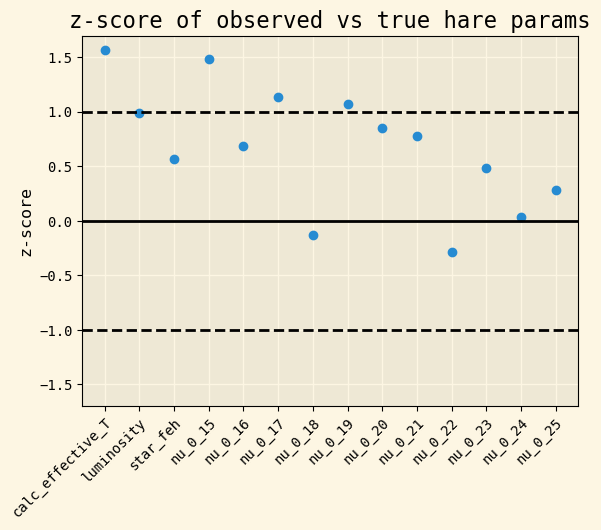 z-score of observed vs true hare params
z-score
1.5
1.0
0.5
0.0
−0.5
−1.0
−1.5
calc_effective_T
luminosity
star_feh
nu_0_15
nu_0_16
nu_0_17
nu_0_18
nu_0_19
nu_0_20
nu_0_21
nu_0_22
nu_0_23
nu_0_24
nu_0_25